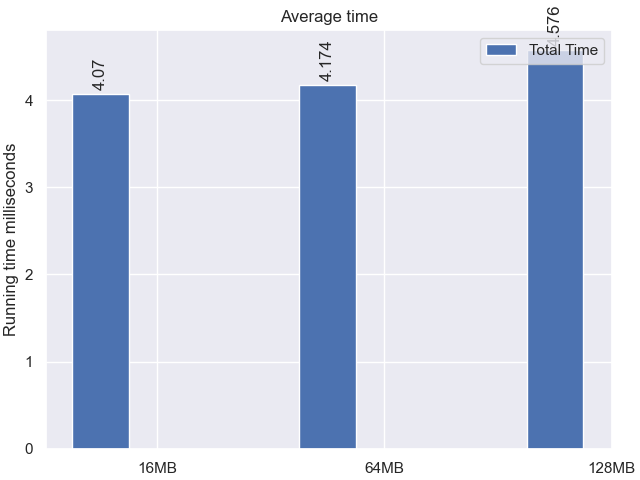 Average time
Total Time
4.07
4.174
4.576
Running time milliseconds
4
3
2
1
0
16MB
64MB
128MB